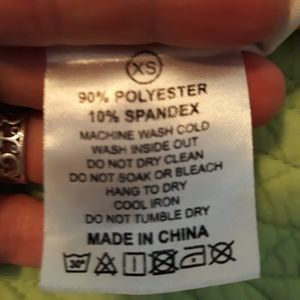 XS
90% POLYESTER
10% SPANDEX
MACHINE WASH COLD
WASH INSIDE OUT
DO NOT DRY CLEAN
DO NOT SOAK OR BLEACH
HANG TO DRY
COOL IRON
DO NOT TUMBLE DRY
MADE IN CHINA
30°